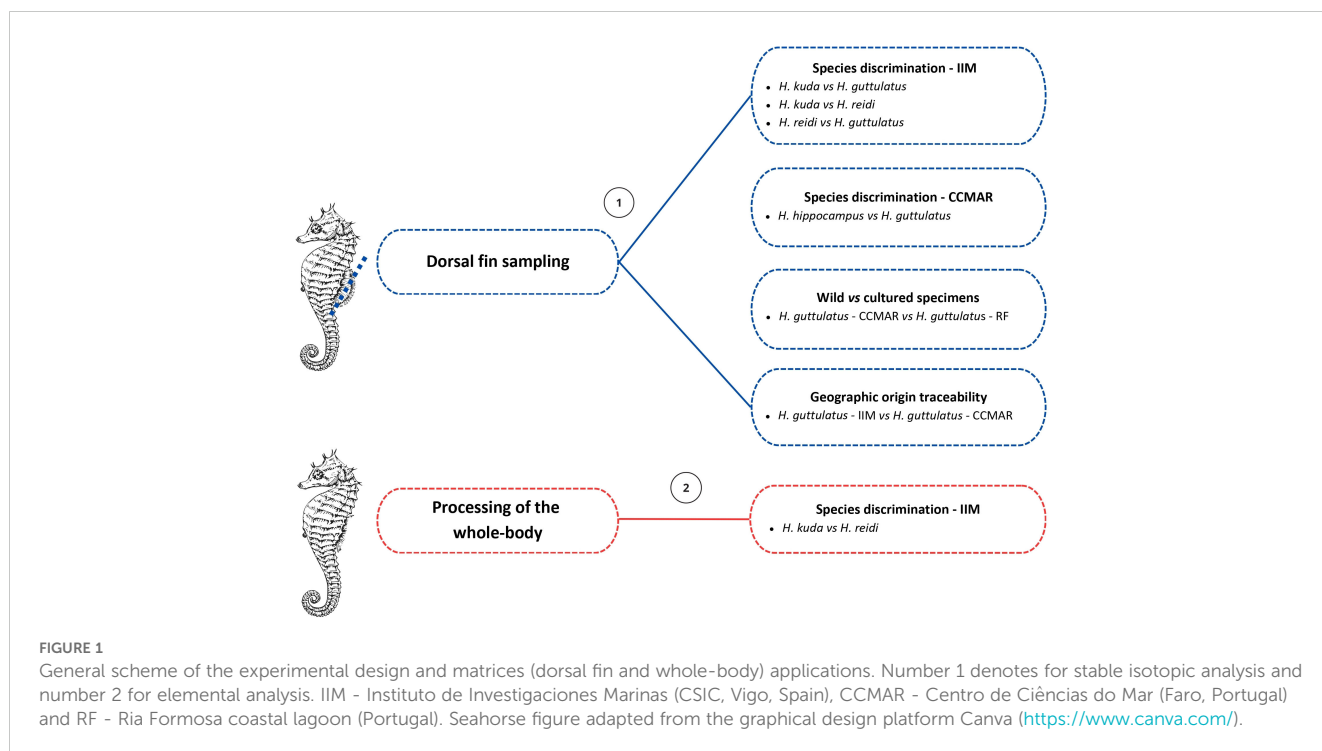 Species discrimination - IIM
• H. kuda vs H. guttulatus
• H. kuda vs H. reidi
• H. reidi vs H. guttulatus
1
Species discrimination - CCMAR
• H. hippocampus vs H. guttulatus
Dorsal fin sampling
Wild vs cultured specimens
• H. guttulatus - CCMAR vs H. guttulatus - RF
Geographic origin traceability
• H. guttulatus - IIM vs H. guttulatus - CCMAR
Processing of the
whole-body
2
Species discrimination - IIM
• H. kuda vs H. reidi
FIGURE 1
General scheme of the experimental design and matrices (dorsal fin and whole-body) applications. Number 1 denotes for stable isotopic analysis and
number 2 for elemental analysis. IIM - Instituto de Investigaciones Marinas (CSIC, Vigo, Spain), CCMAR - Centro de Ciências do Mar (Faro, Portugal)
and RF - Ria Formosa coastal lagoon (Portugal). Seahorse figure adapted from the graphical design platform Canva (https://www.canva.com/).